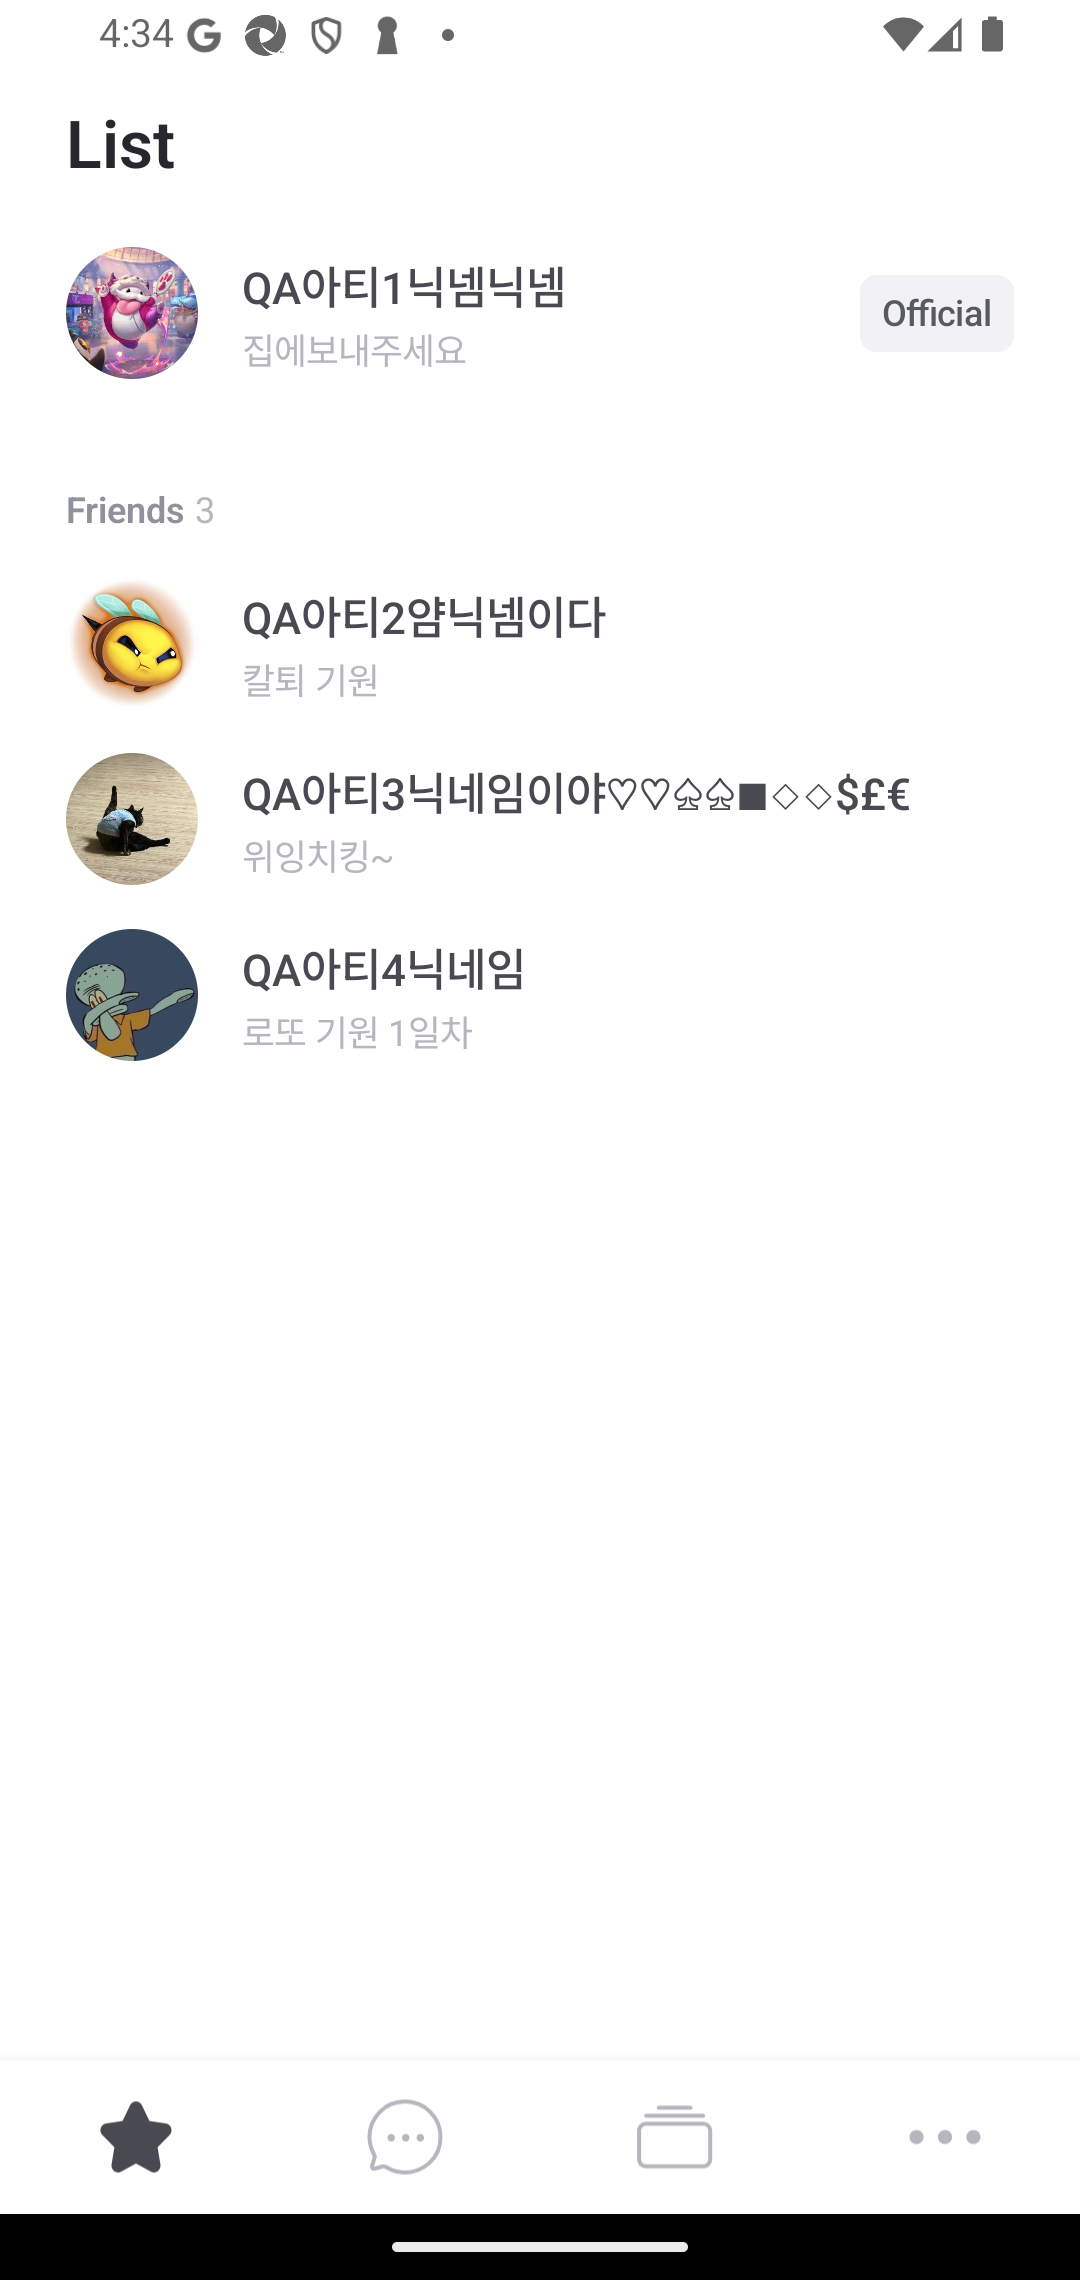 4:34
List
QA아티1닉넴닉넴
집에보내주세요
Official
Friends 3
QA아티2얌닉넴이다
칼퇴 기원
QA아티3닉네임이야♡♡♤♤■◇◇$£€
위잉치킹~
QA아티4닉네임
로또 기원 1일차